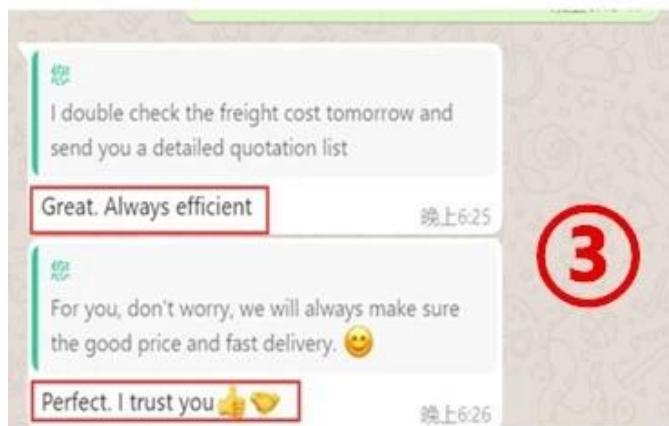 您
I double check the freight cost tomorrow and
send you a detailed quotation list
Great. Always efficient
晚上6:25
③
您
For you, don't worry, we will always make sure
the good price and fast delivery. 😊
Perfect. I trust you👍🤝
晚上6:26